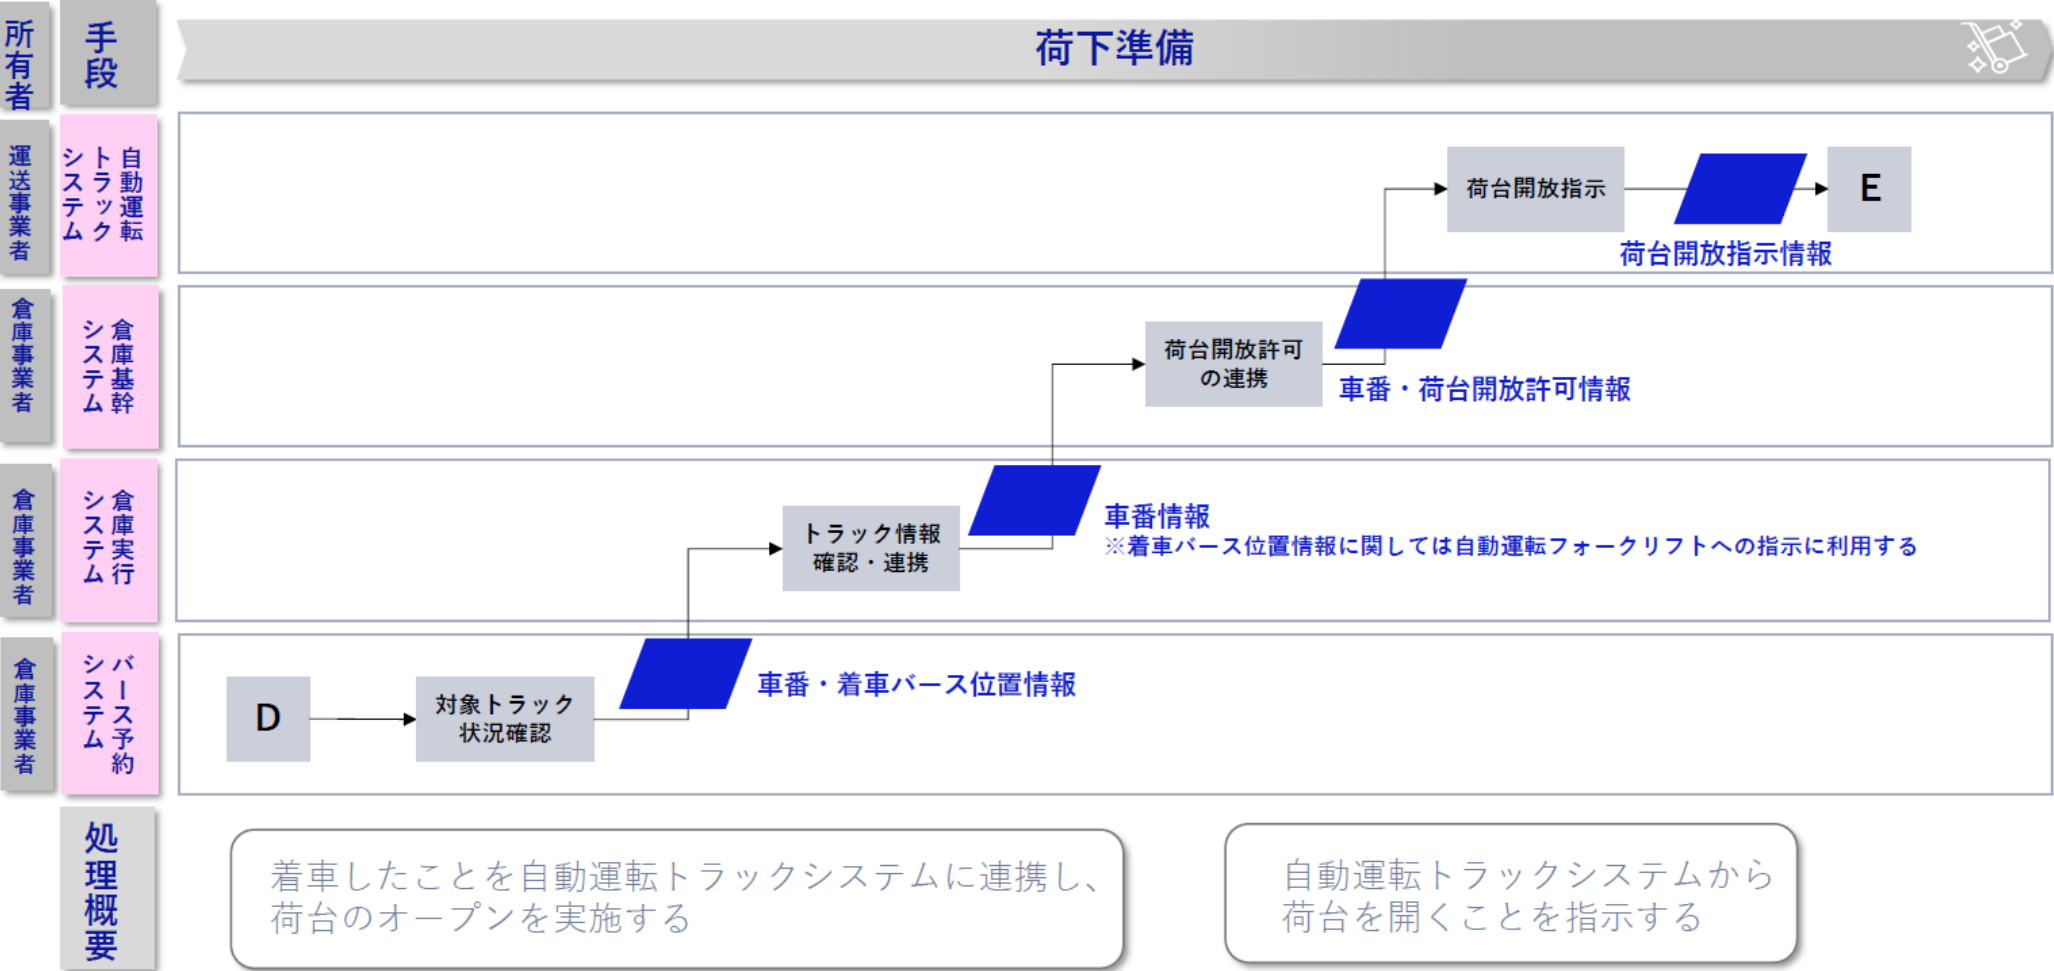 所有者
手段
荷下準備
運送事業者
自動運転
トラック
システム
荷台開放指示
E
荷台開放指示情報
倉庫事業者
倉庫基幹
システム
荷台開放許可
の連携
車番・荷台開放許可情報
倉庫事業者
倉庫実行
システム
トラック情報
確認・連携
車番情報
※着車バース位置情報に関しては自動運転フォークリフトへの指示に利用する
倉庫事業者
バース予約
システム
D
対象トラック
状況確認
車番・着車バース位置情報
処理概要
着車したことを自動運転トラックシステムに連携し、
荷台のオープンを実施する
自動運転トラックシステムから
荷台を開くことを指示する